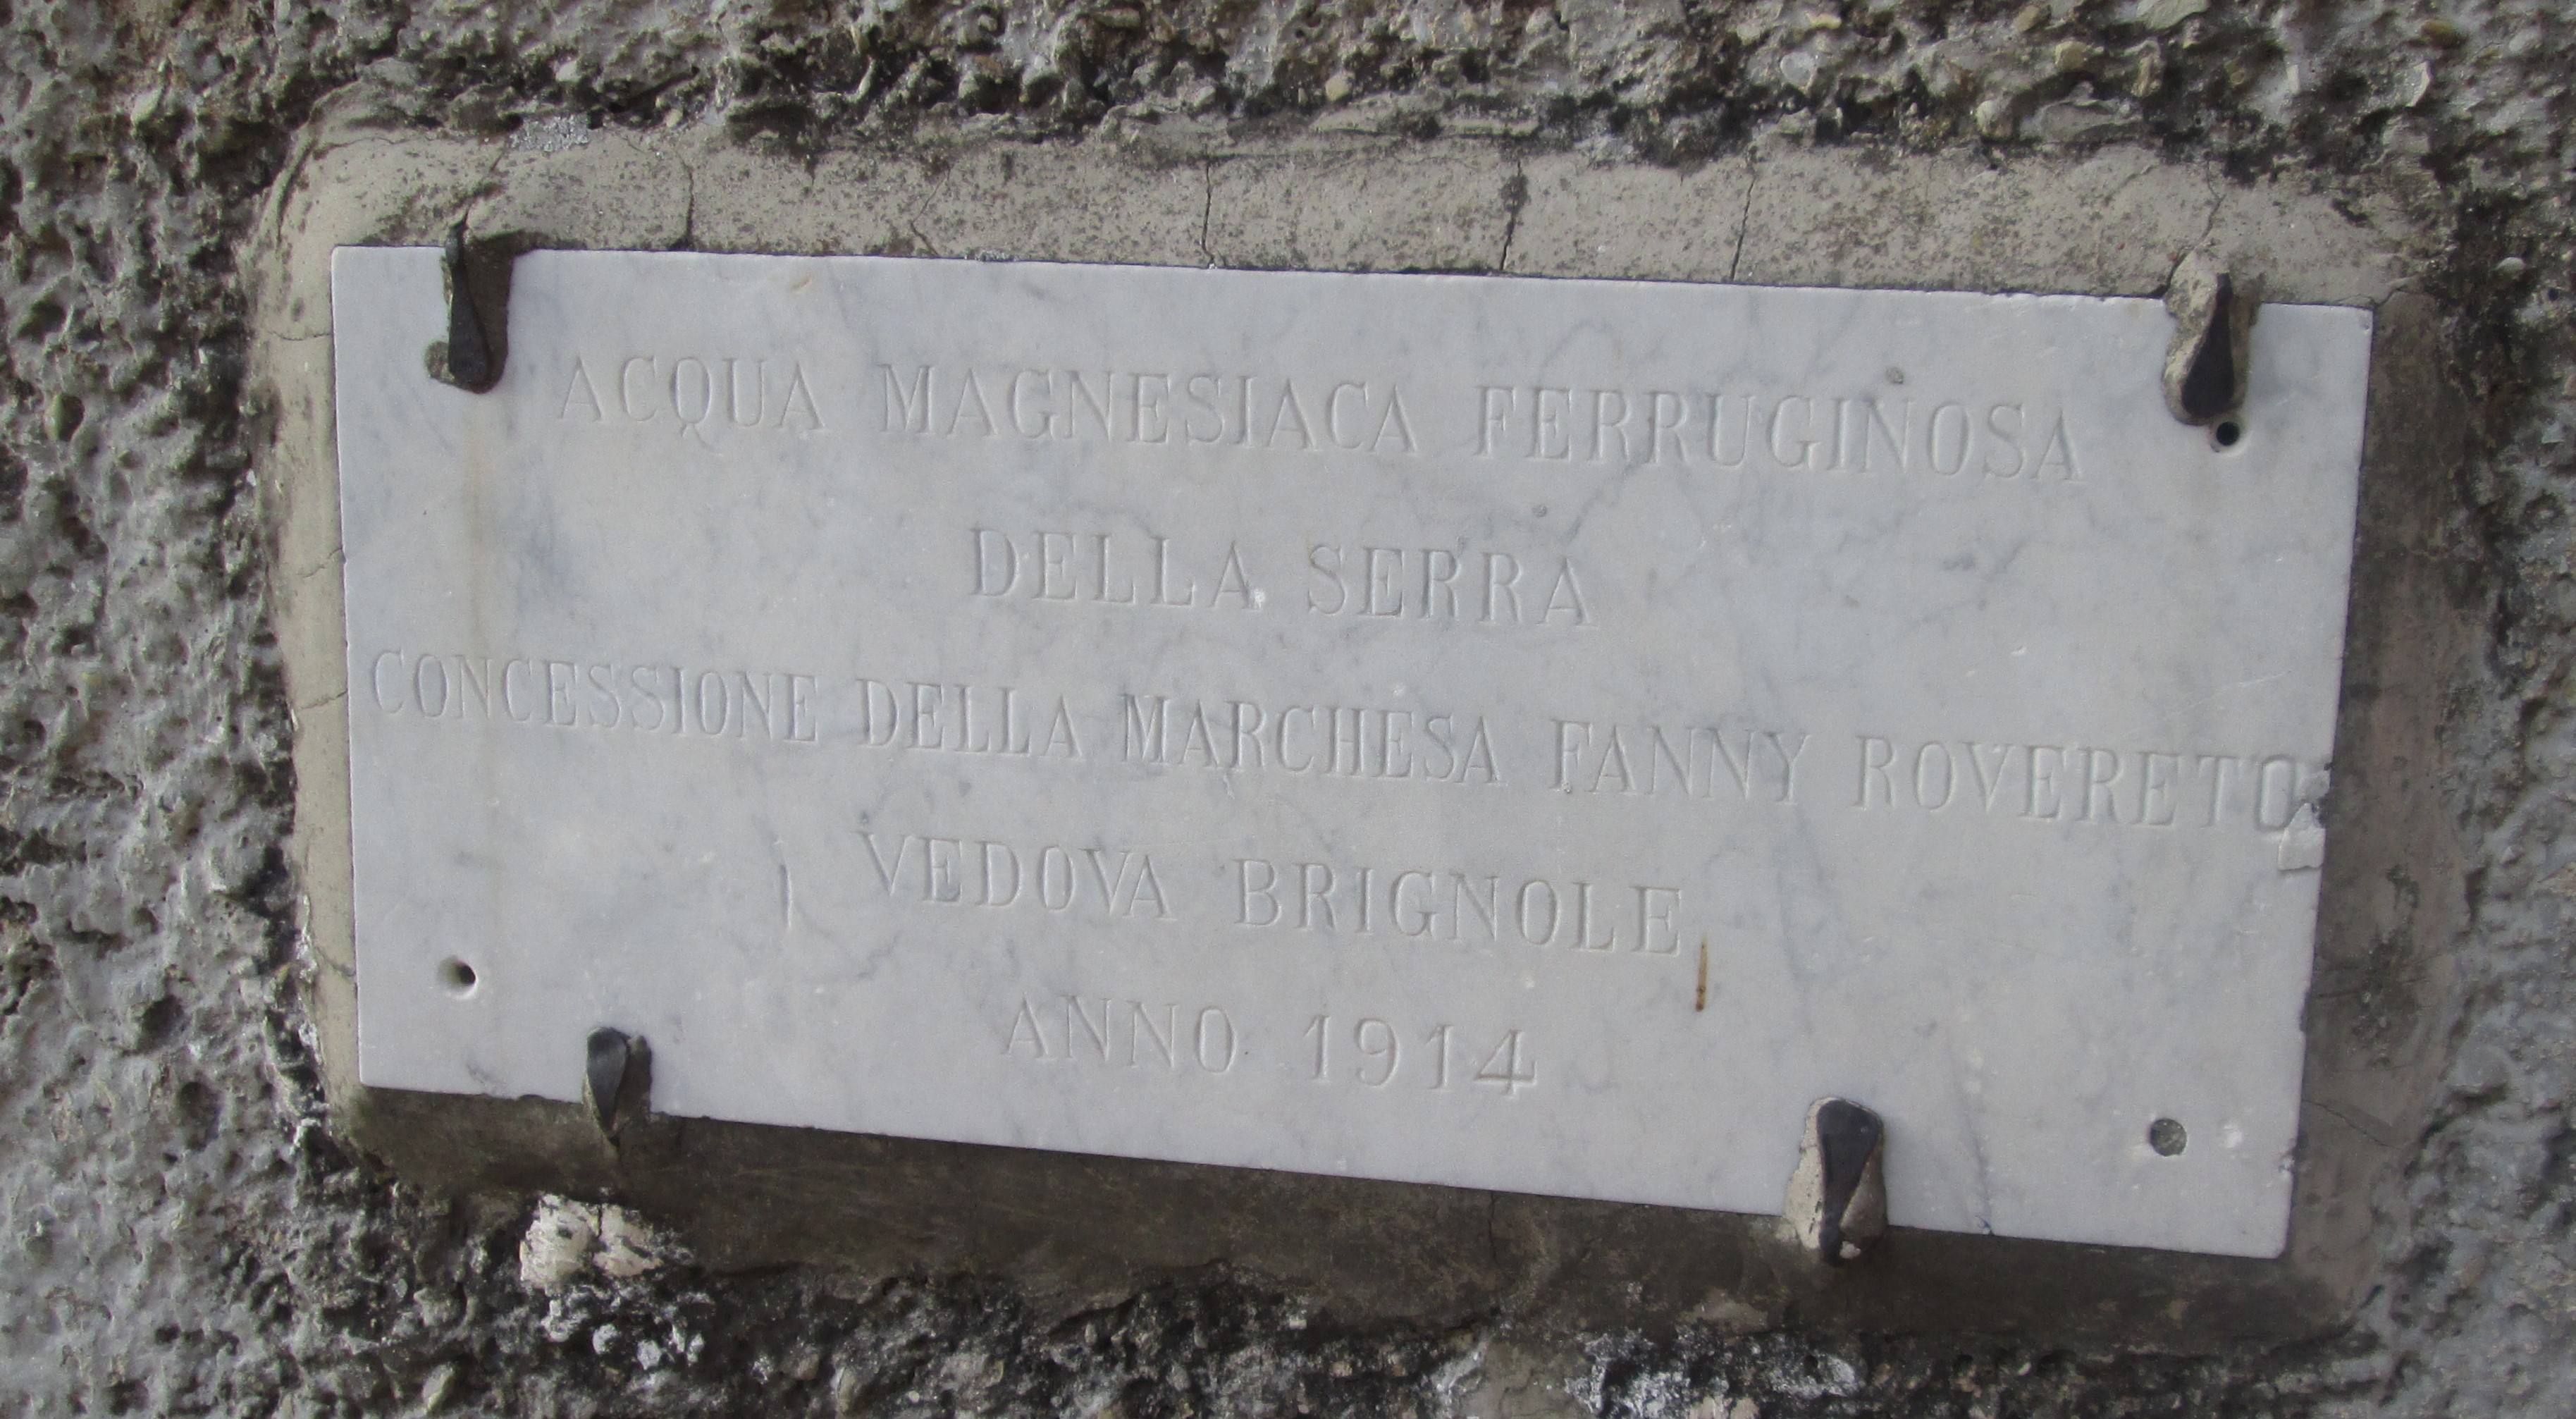 ACQUA MAGNESIACA FERRUGINOSA
DELLA SERRA
CONCESSIONE DELLA MARCHESA FANNY ROVERETO
VEDOVA BRIGNOLE
ANNO 1914